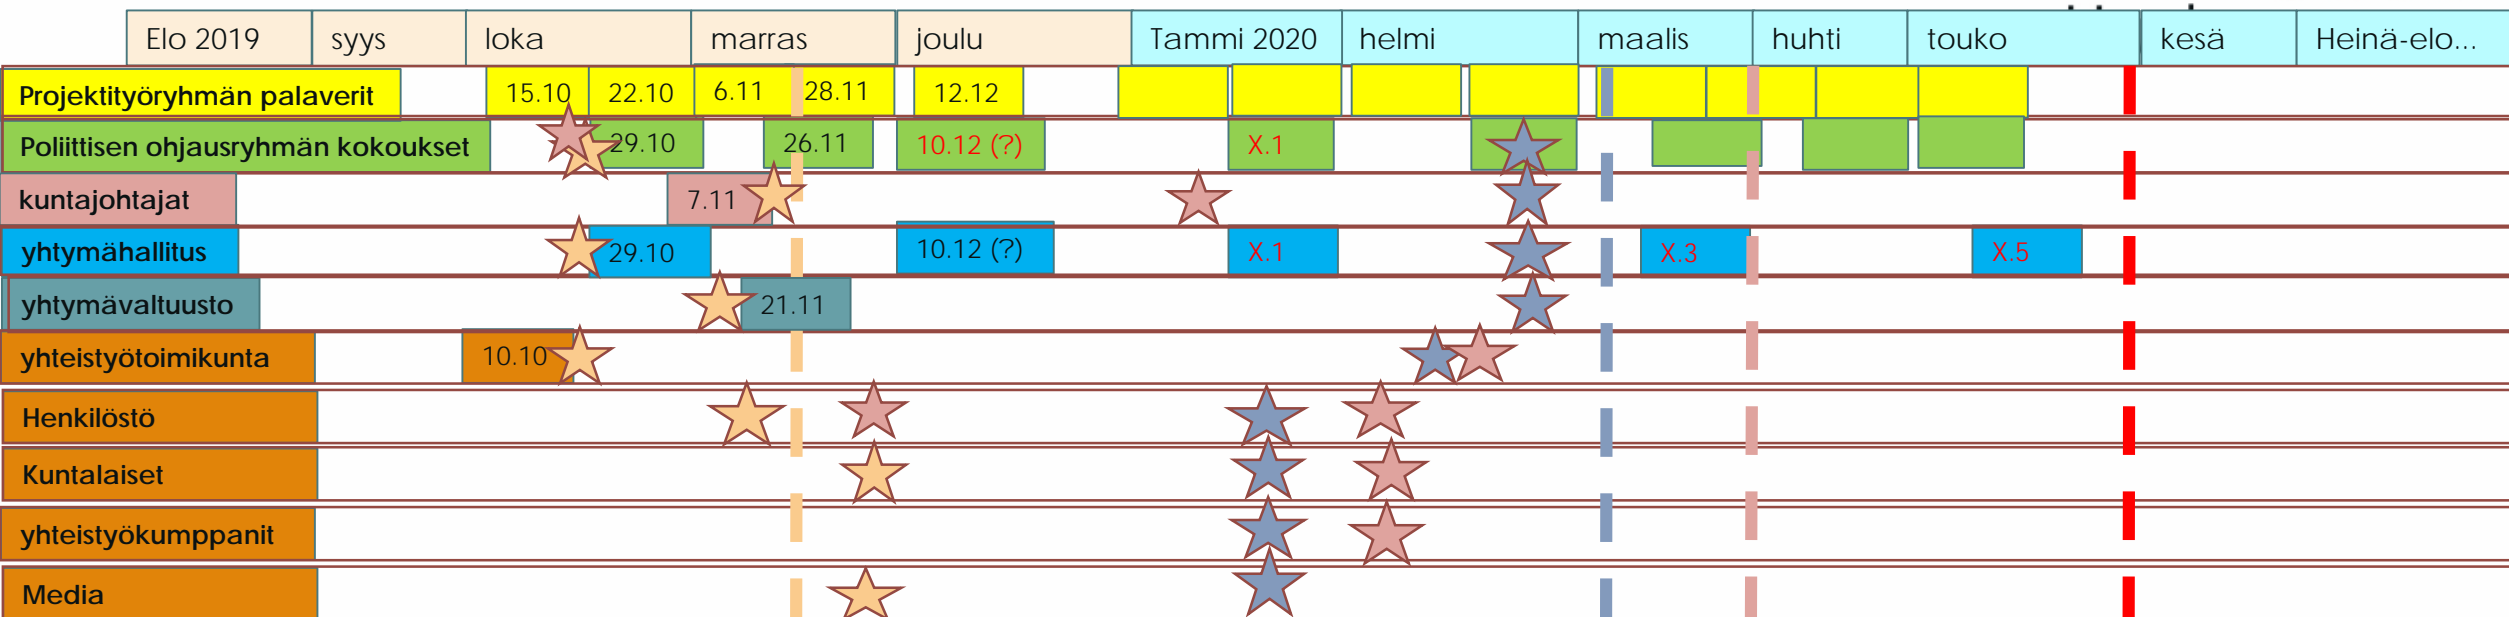 Elo 2019 syys loka marras joulu Tammi 2020 helmi maalis huhti touko kesä Heinä-elo...
Projektityöryhmän palaverit 15.10 22.10 6.11 28.11 12.12
Poliittisen ohjausryhmän kokoukset 29.10 26.11 10.12 (?) X.1
kuntajohtajat 7.11
yhtymähallitus 29.10 10.12 (?) X.1 X.3 X.5
yhtymävaltuusto 21.11
yhteistyötoimikunta 10.10
Henkilöstö
Kuntalaiset
yhteistyökumppanit
Media